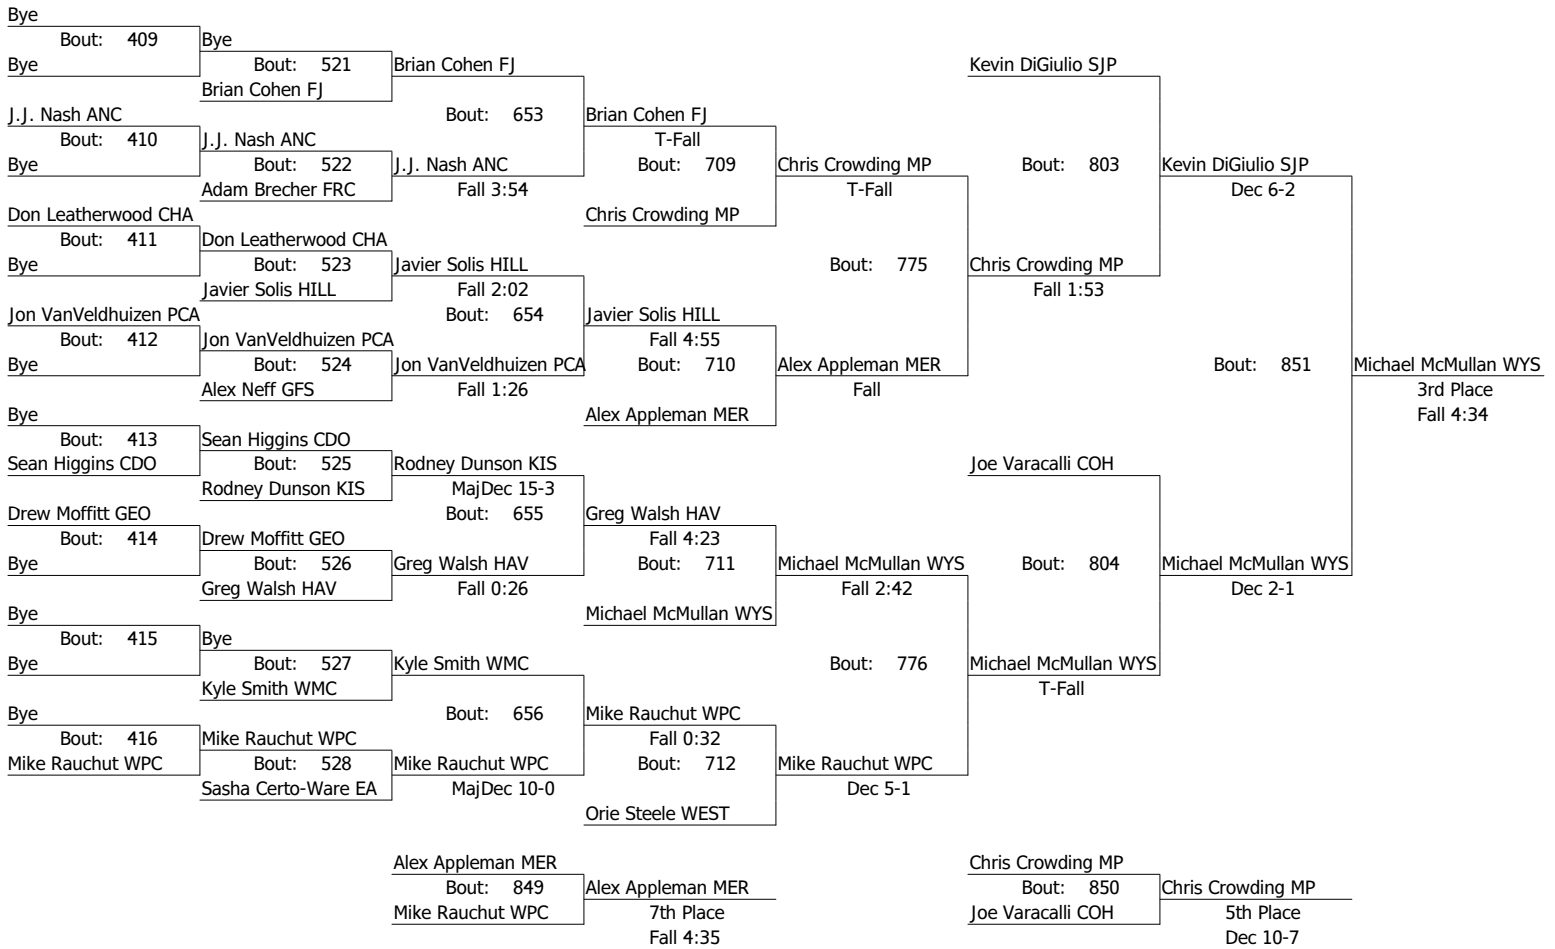 Bye
Bout: 409 Bye
Bye Bout: 521 Brian Cohen FJ Kevin DiGiulio SJP
Brian Cohen FJ
J.J. Nash ANC Bout: 653 Brian Cohen FJ
Bout: 410 J.J. Nash ANC T-Fall
Bye Bout: 522 J.J. Nash ANC Bout: 709 Chris Crowding MP Bout: 803 Kevin DiGiulio SJP
Adam Brecher FRC Fall 3:54 T-Fall Dec 6-2
Don Leatherwood CHA Chris Crowding MP
Bout: 411 Don Leatherwood CHA
Bye Bout: 523 Javier Solis HILL Bout: 775 Chris Crowding MP
Javier Solis HILL Fall 2:02 Fall 1:53
Jon VanVeldhuizen PCA Bout: 654 Javier Solis HILL
Bout: 412 Jon VanVeldhuizen PCA Fall 4:55
Bye Bout: 524 Jon VanVeldhuizen PCA Bout: 710 Alex Appleman MER Bout: 851 Michael McMullan WYS
Alex Neff GFS Fall 1:26 Fall 3rd Place
Bye Alex Appleman MER Fall 4:34
Bout: 413 Sean Higgins CDO
Sean Higgins CDO Bout: 525 Rodney Dunson KIS Joe Varacalli COH
Rodney Dunson KIS MajDec 15-3
Drew Moffitt GEO Bout: 655 Greg Walsh HAV
Bout: 414 Drew Moffitt GEO Fall 4:23
Bye Bout: 526 Greg Walsh HAV Bout: 711 Michael McMullan WYS Bout: 804 Michael McMullan WYS
Greg Walsh HAV Fall 0:26 Fall 2:42 Dec 2-1
Bye Michael McMullan WYS
Bout: 415 Bye
Bye Bout: 527 Kyle Smith WMC Bout: 776 Michael McMullan WYS
Kyle Smith WMC T-Fall
Bye Bout: 656 Mike Rauchut WPC
Bout: 416 Mike Rauchut WPC Fall 0:32
Mike Rauchut WPC Bout: 528 Mike Rauchut WPC Bout: 712 Mike Rauchut WPC
Sasha Certo-Ware EA MajDec 10-0 Dec 5-1
Orie Steele WEST
Alex Appleman MER Chris Crowding MP
Bout: 849 Alex Appleman MER Bout: 850 Chris Crowding MP
Mike Rauchut WPC 7th Place Joe Varacalli COH 5th Place
Fall 4:35 Dec 10-7